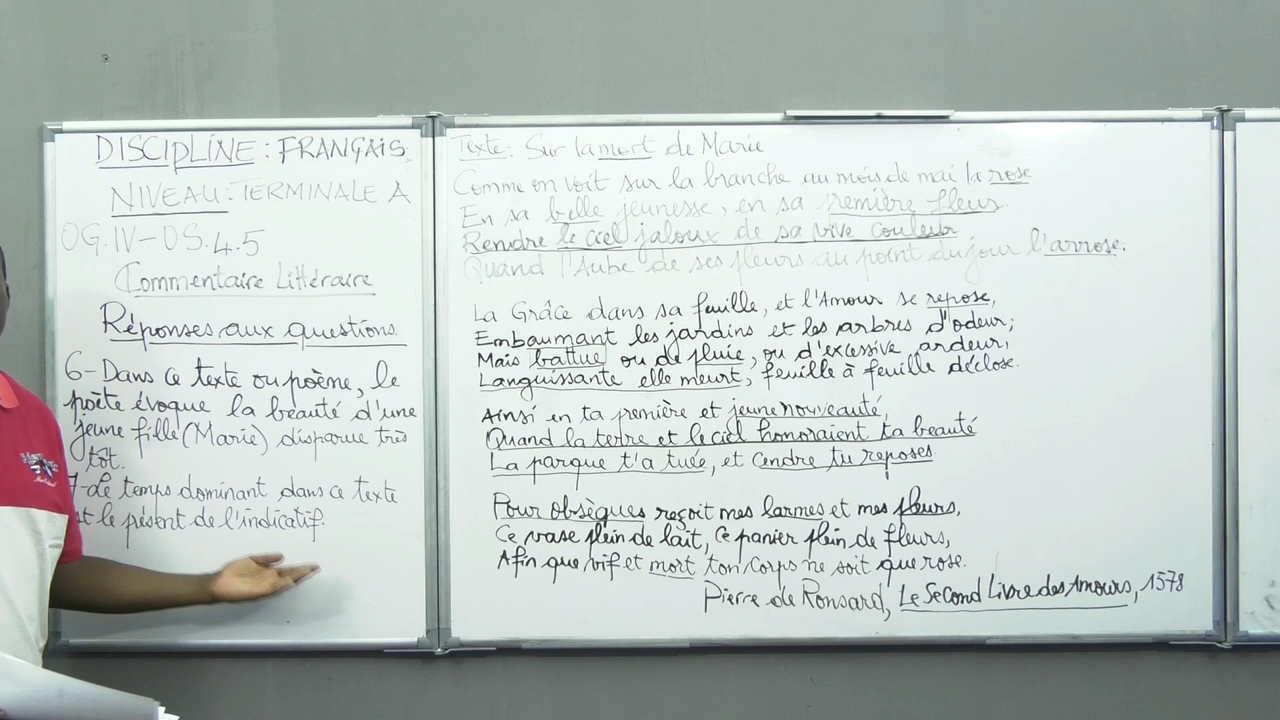 DISCIPLINE : FRANÇAIS
NIVEAU : TERMINALE A
OG.IV-OS.4.5
Commentaire Littéraire
Réponses aux questions
6-Dans ce texte ou poème, le
poète évoque la beauté d'une
jeune fille (Marie) disparue très
tôt.
7-Le temps dominant dans ce texte
est le présent de l'indicatif.
Texte : Sur la mort de Marie
Comme on voit sur la branche au mois de mai la rose
En sa belle jeunesse, en sa première fleur
Rendre le ciel jaloux de sa vive couleur
Quand l'Aube de ses fleurs au point du jour l'arrose.
La Grâce dans sa feuille, et l'Amour se repose,
Embaumant les jardins et les arbres d'odeur;
Mais battue ou de pluie, ou d'excessive ardeur,
Languissante elle meurt, feuille à feuille déclose.
Ainsi en ta première et jeune nouveauté,
Quand la terre et le ciel honoraient ta beauté
La parque t'a tuée, et cendre tu reposes
Pour obsèques reçoit mes larmes et mes pleurs,
Ce vase plein de lait, ce panier plein de fleurs,
Afin que vif et mort ton corps ne soit que rose.
Pierre de Ronsard, Le Second Livre des Amours, 1578